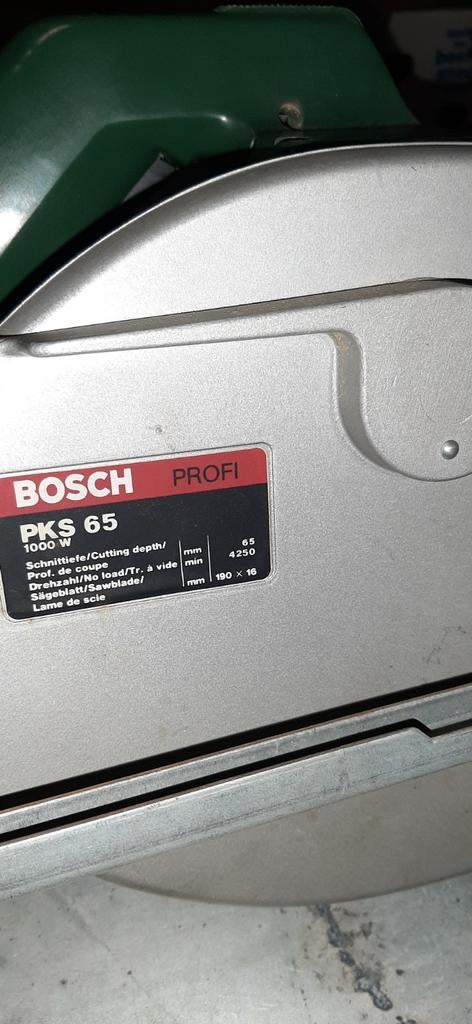 BOSCH PROFI
PKS 65
1000 W
Schnittiefe/Cutting depth/ mm 65
Prof. de coupe
Drehzahl/No load/Tr. à vide min 4250
Sägeblatt/Sawblade/ mm 190 × 16
Lame de scie